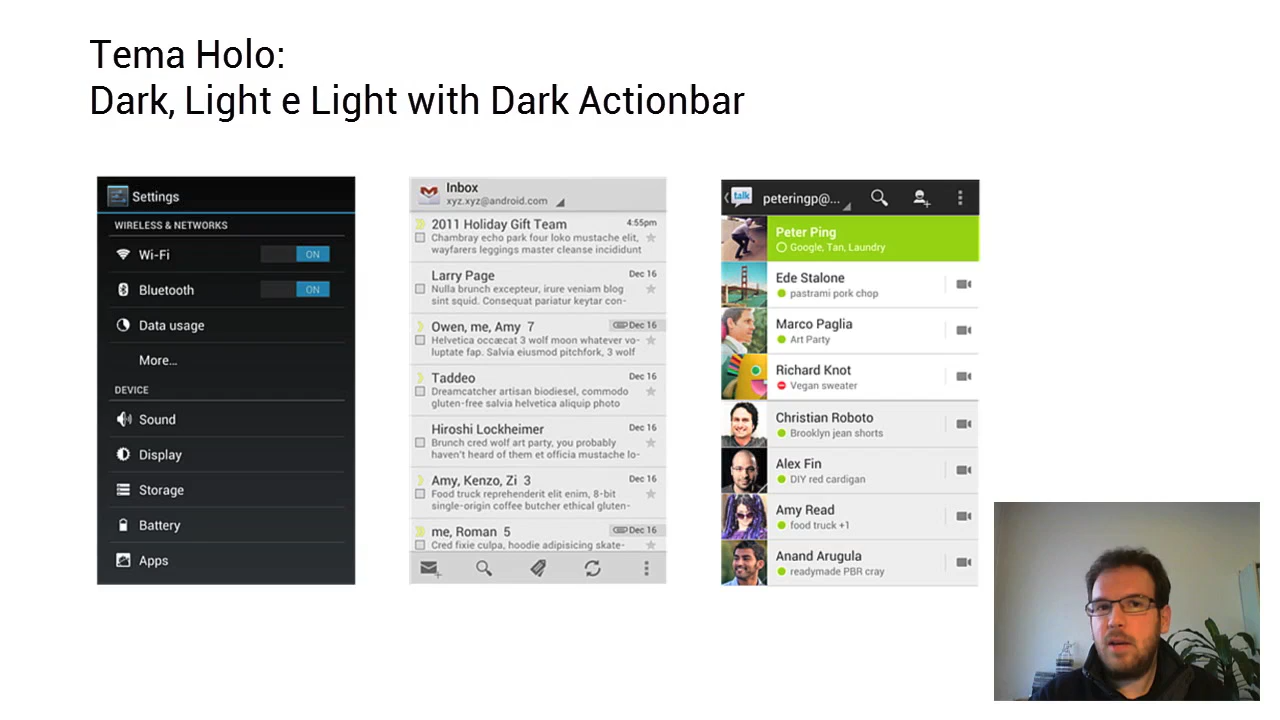 Tema Holo:
Dark, Light e Light with Dark Actionbar
Settings
WIRELESS & NETWORKS
Wi-Fi ON
Bluetooth ON
Data usage
More...
DEVICE
Sound
Display
Storage
Battery
Apps
Inbox
xyz.xyz@android.com
2011 Holiday Gift Team 4:55pm
Chambray echo park four loko mustache elit,
wayfarers leggings master cleanse incididunt
Larry Page Dec 16
Nulla brunch excepteur, irure veniam blog
sint squid. Consequat pariatur keytar con-
Owen, me, Amy 7 Dec 16
Helvetica occæcat 3 wolf moon whatever vo-
luptate fap. Salvia eiusmod pitchfork, 3 wolf
Taddeo Dec 16
Dreamcatcher artisan biodiesel, commodo
gluten-free salvia helvetica aliquip photo
Hiroshi Lockheimer Dec 16
Brunch cred wolf art party, you probably
haven't heard of them et officia mustache lo-
Amy, Kenzo, Zi 3 Dec 16
Food truck reprehenderit elit enim, 8-bit
single-origin coffee butcher ethical gluten-
me, Roman 5 Dec 16
Cred fixie culpa, hoodie adipisicing skate-
talk peteringp@...
Peter Ping
Google, Tan, Laundry
Ede Stalone
pastrami pork chop
Marco Paglia
Art Party
Richard Knot
Vegan sweater
Christian Roboto
Brooklyn jean shorts
Alex Fin
DIY red cardigan
Amy Read
food truck +1
Anand Arugula
readymade PBR cray